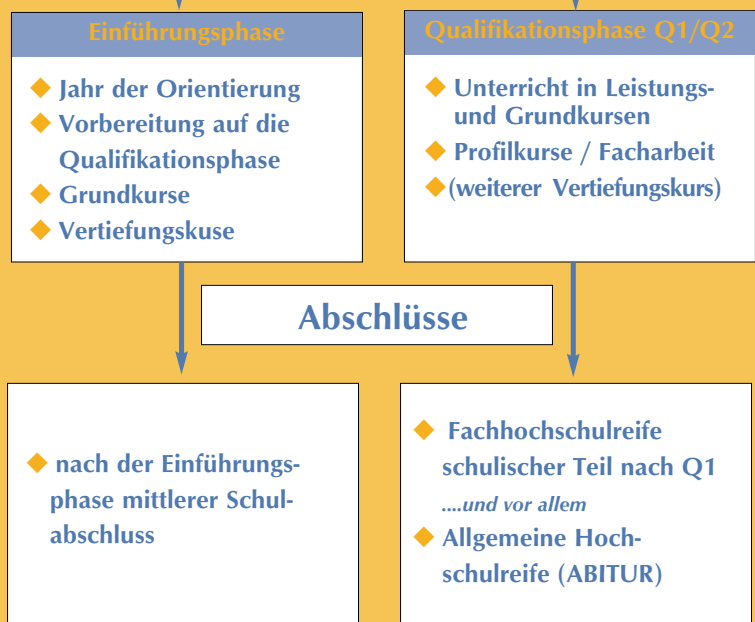 Einführungsphase
Jahr der Orientierung
Vorbereitung auf die
Qualifikationsphase
Grundkurse
Vertiefungskuse
Qualifikationsphase Q1/Q2
Unterricht in Leistungs-
und Grundkursen
Profilkurse / Facharbeit
(weiterer Vertiefungskurs)
Abschlüsse
nach der Einführungs-
phase mittlerer Schul-
abschluss
Fachhochschulreife
schulischer Teil nach Q1
....und vor allem
Allgemeine Hoch-
schulreife (ABITUR)